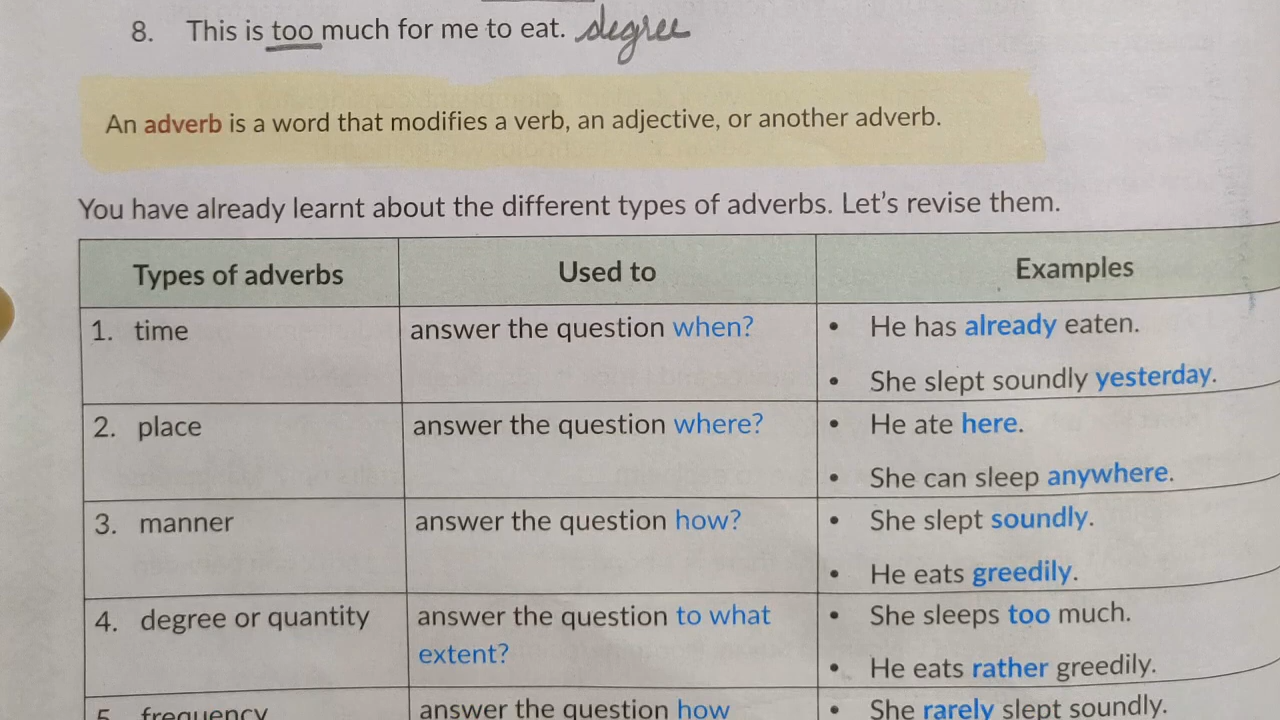 8. This is too much for me to eat. degree
An adverb is a word that modifies a verb, an adjective, or another adverb.
You have already learnt about the different types of adverbs. Let's revise them.
Types of adverbs Used to Examples
1. time answer the question when? • He has already eaten.
• She slept soundly yesterday.
2. place answer the question where? • He ate here.
• She can sleep anywhere.
3. manner answer the question how? • She slept soundly.
• He eats greedily.
4. degree or quantity answer the question to what • She sleeps too much.
extent? • He eats rather greedily.
5. frequency answer the question how • She rarely slept soundly.